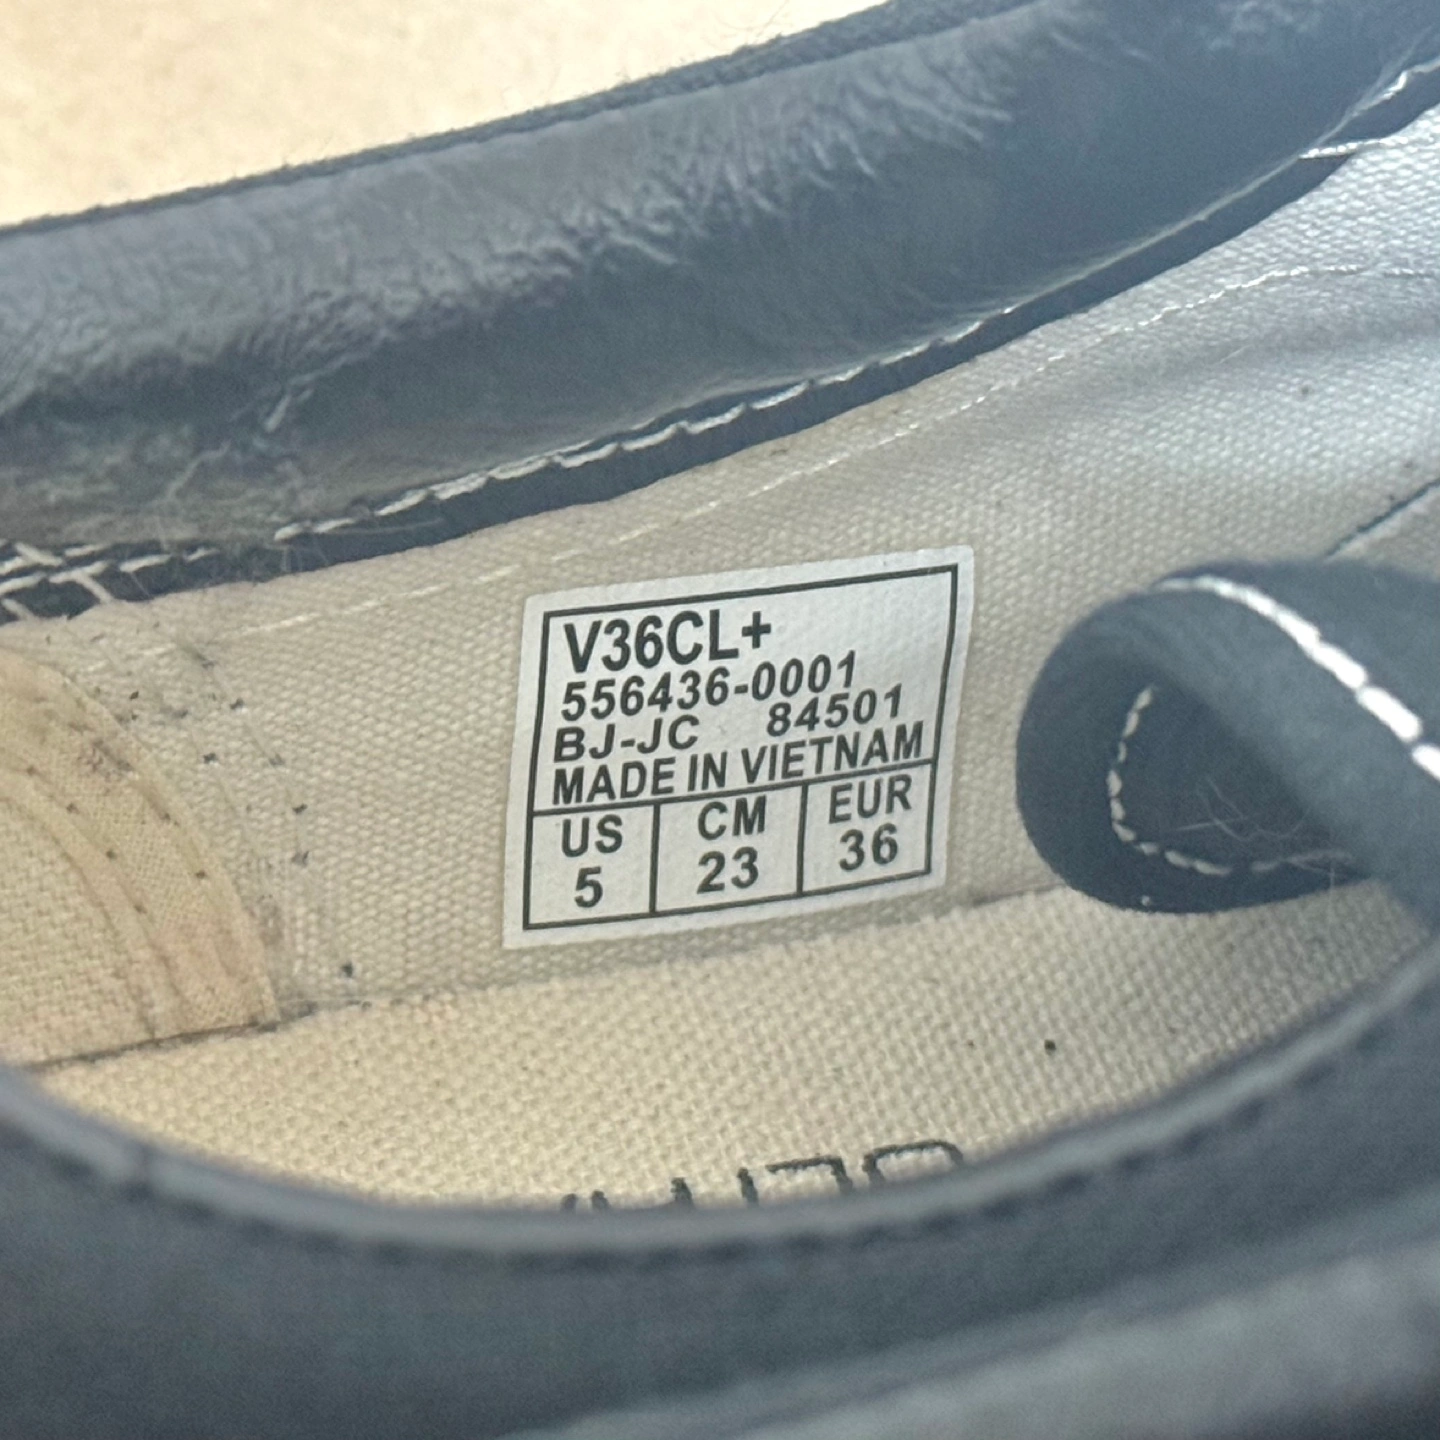 V36CL+
556436-0001
BJ-JC 84501
MADE IN VIETNAM
US CM EUR
5 23 36